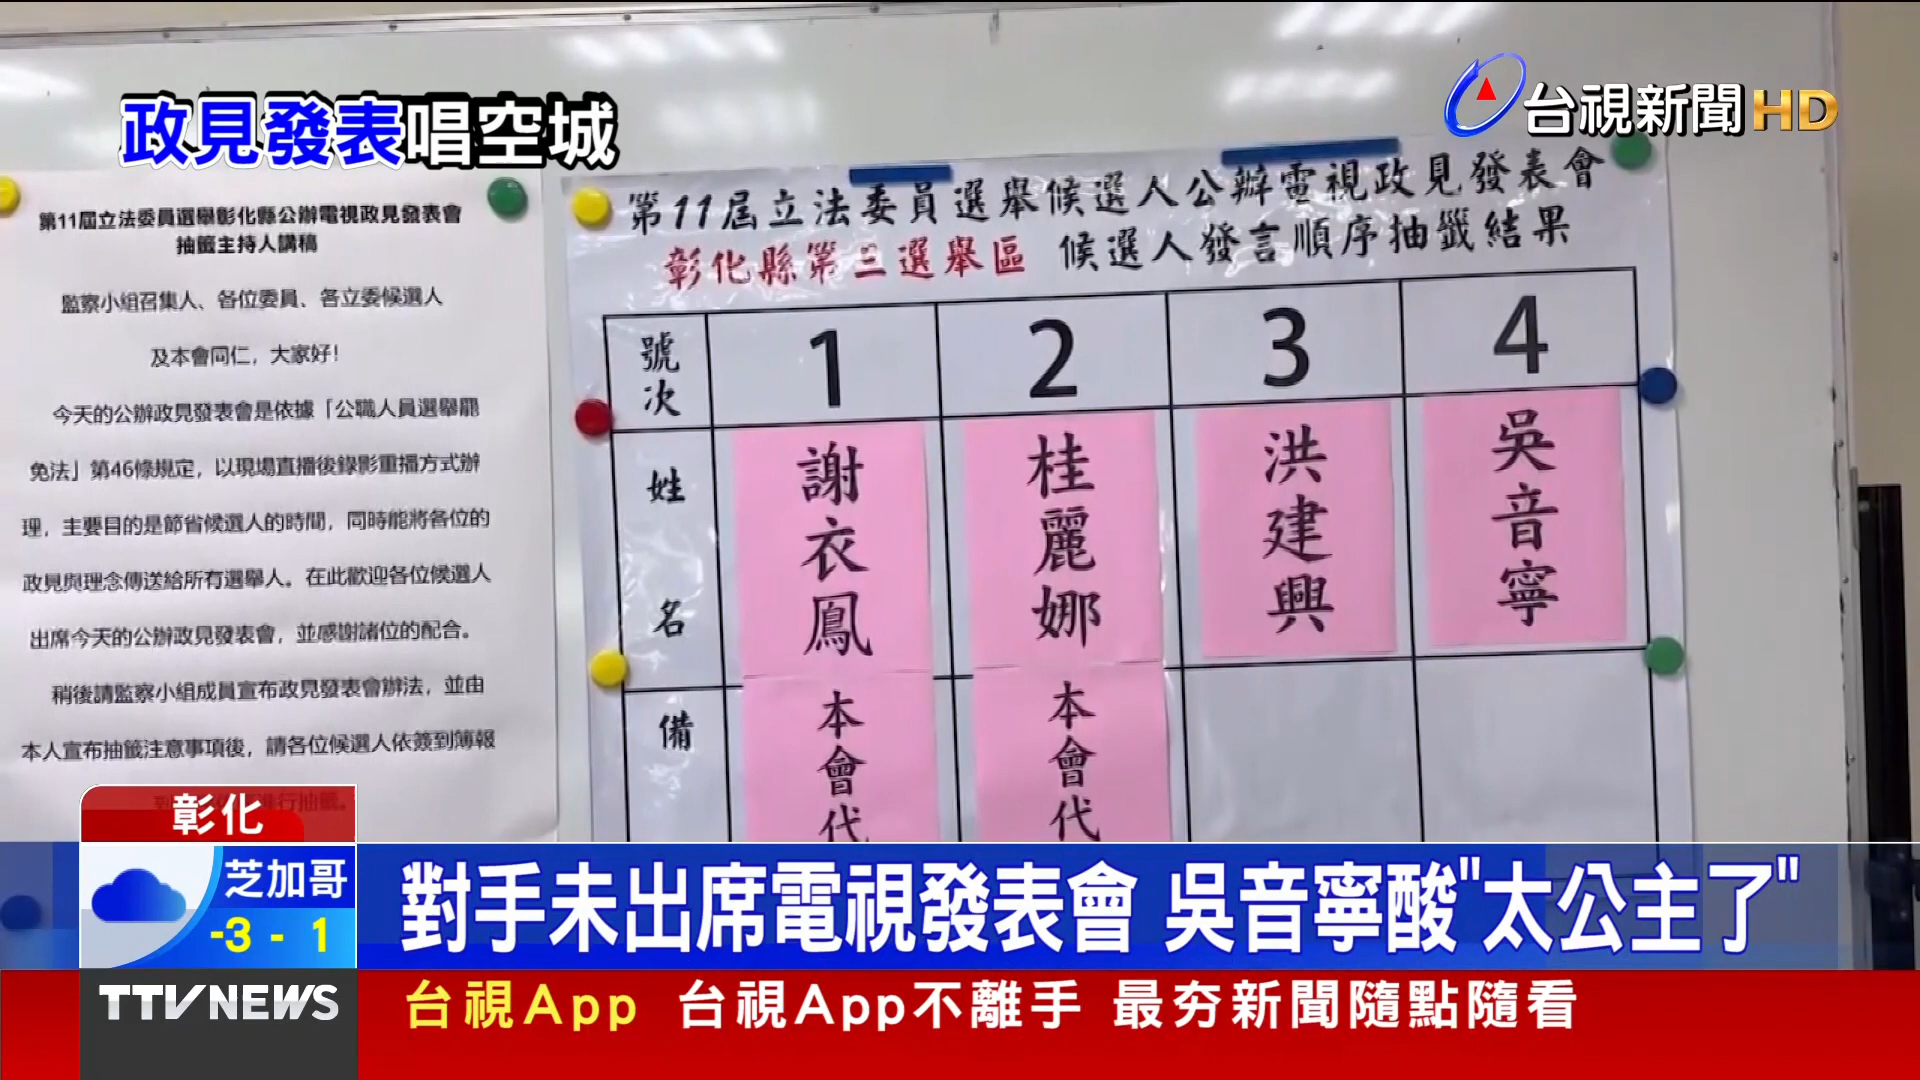 政見發表唱空城
台視新聞HD
第11屆立法委員選舉彰化縣公辦電視政見發表會
抽籤主持人講稿
監察小組召集人、各位委員、各立委候選人
及本會同仁，大家好！
今天的公辦政見發表會是依據「公職人員選舉罷
免法」第46條規定，以現場直播後錄影重播方式辦
理，主要目的是節省候選人的時間，同時能將各位的
政見與理念傳送給所有選舉人。在此歡迎各位候選人
出席今天的公辦政見發表會，並感謝諸位的配合。
稍後請監察小組成員宣布政見發表會辦法，並由
本人宣布抽籤注意事項後，請各位候選人依簽到簿報
進行抽籤。
第11屆立法委員選舉候選人公辦電視政見發表會
彰化縣第三選舉區 候選人發言順序抽籤結果
號次 1 2 3 4
姓名 謝衣鳳 桂麗娜 洪建興 吳音寧
備 本會代 本會代
彰化
芝加哥
-3 - 1
對手未出席電視發表會 吳音寧酸"太公主了"
TTV NEWS
台視App 台視App不離手 最夯新聞隨點隨看